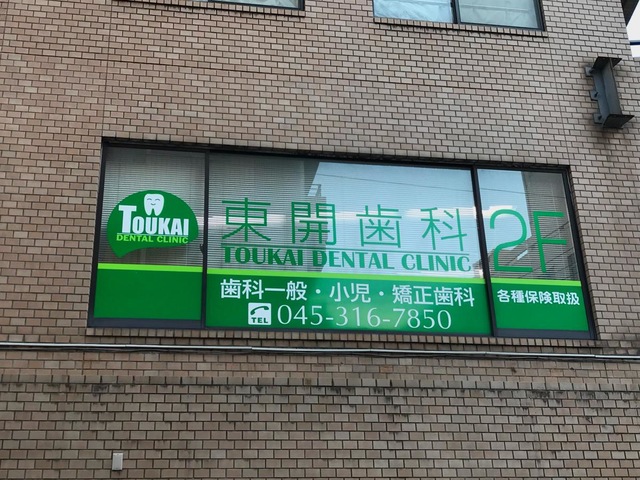 TOUKAI
DENTAL CLINIC
東開歯科
TOUKAI DENTAL CLINIC
2F
歯科一般・小児・矯正歯科
TEL 045-316-7850
各種保険取扱